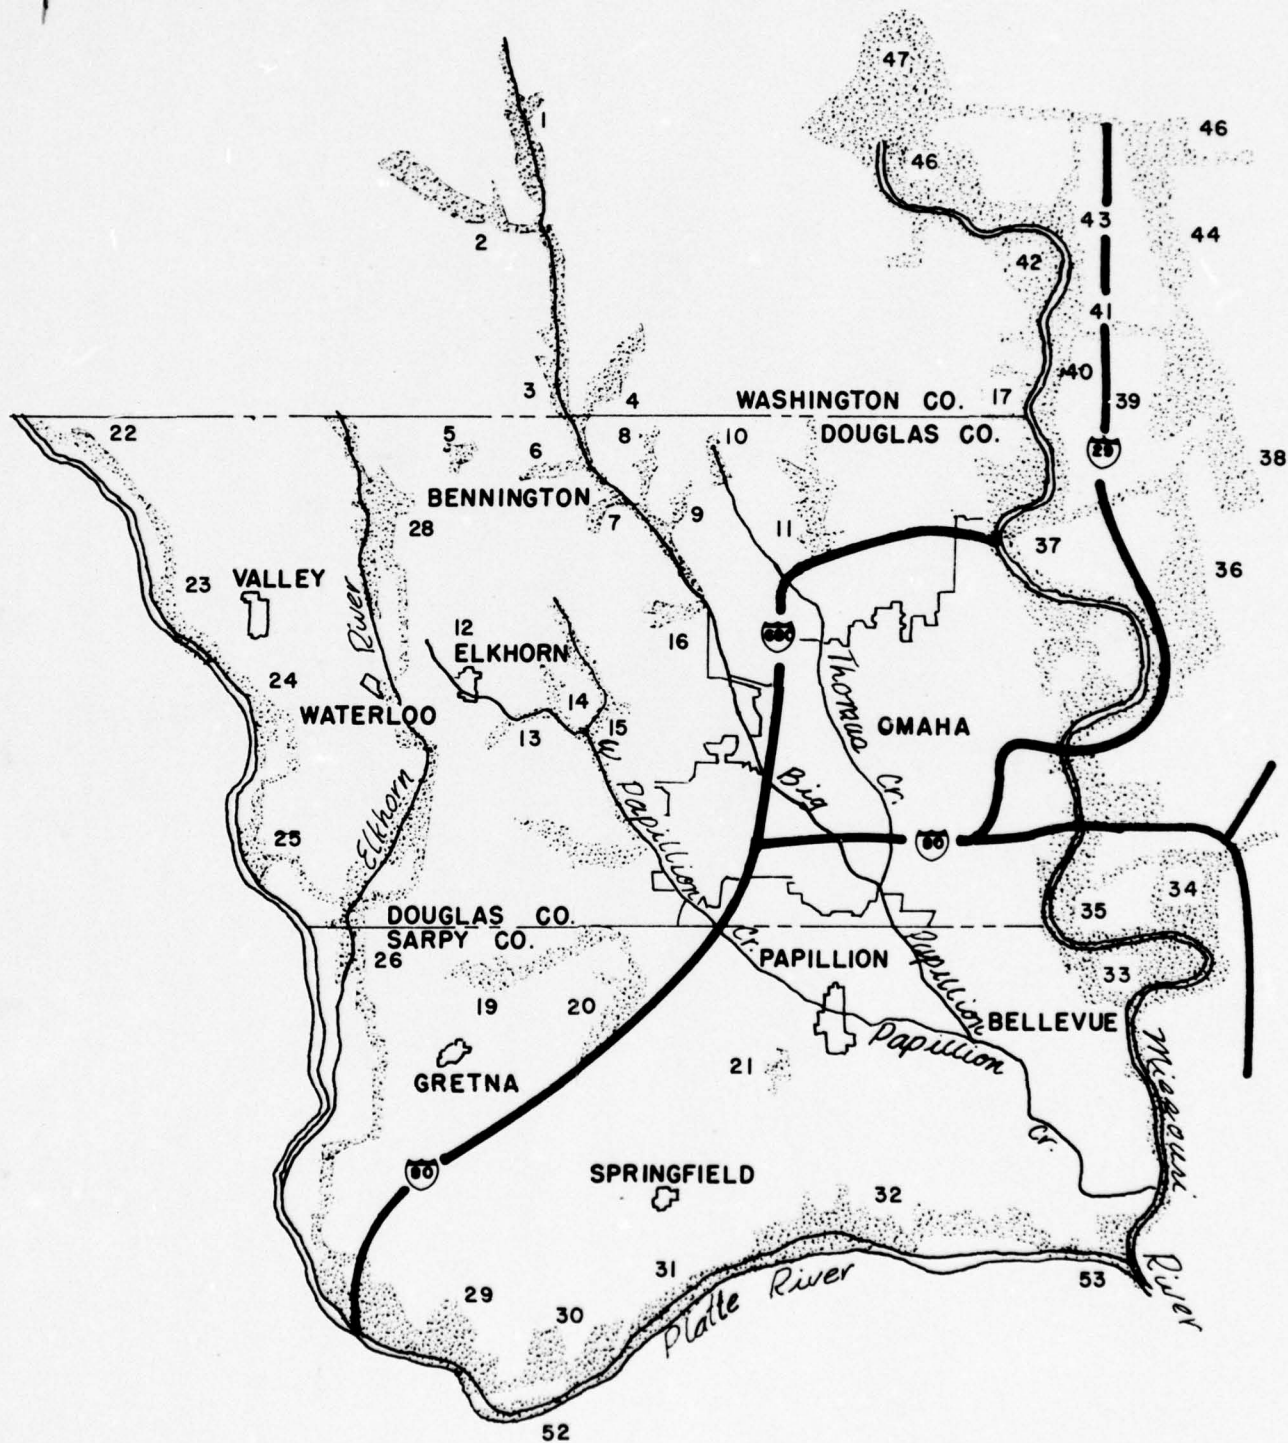 47
1
46
46
2
43
44
42
41
40
3
4
17
39
WASHINGTON CO.
DOUGLAS CO.
22
5
6
8
10
38
29
BENNINGTON
28
7
9
11
37
36
23
VALLEY
River
12
ELKHORN
16
680
24
WATERLOO
14
13
15
Thomas Cr.
OMAHA
W Papillion Cr.
Big Papillion
25
Elkhorn
80
34
35
DOUGLAS CO.
SARPY CO.
26
PAPILLION
33
19
20
BELLEVUE
21
Papillion Cr.
GRETNA
Missouri River
80
SPRINGFIELD
32
31
53
29
30
Platte River
52